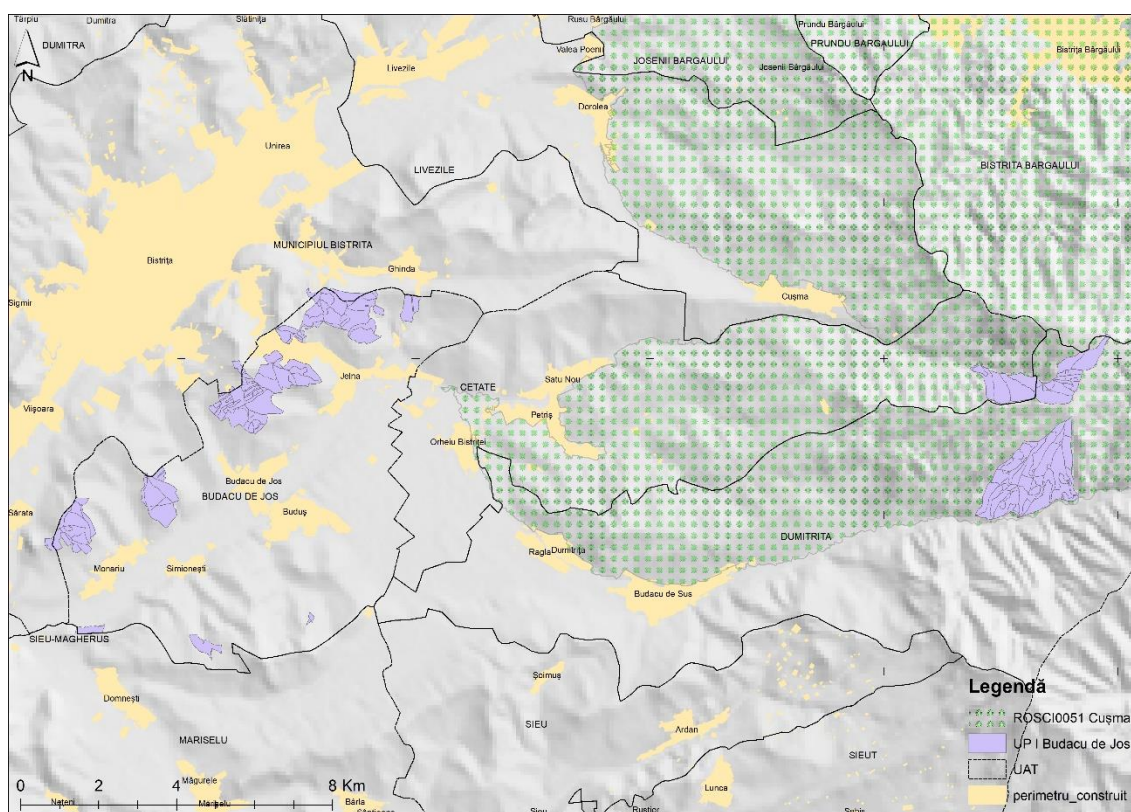 Tărpiu
Dumitra
Slătinița
Rusu Bârgăului
Prundu Bârgăului
DUMITRA
Valea Poenii
PRUNDU BARGAULUI
Bistrița Bârgăului
N
Livezile
JOSENII BARGAULUI
Josenii Bârgăului
Dorolea
Unirea
LIVEZILE
BISTRITA BARGAULUI
MUNICIPIUL BISTRITA
Bistrița
Ghinda
Sigmir
Cușma
Jelna
Satu Nou
CETATE
Viișoara
Petriș
Orheiu Bistriței
Budacu de Jos
BUDACU DE JOS
Sărata
Buduș
DUMITRITA
Ragla
Dumitrița
Monariu
Simionești
Budacu de Sus
SIEU-MAGHERUS
Șoimuș
Legendă
Domnești
ROSCI0051 Cușma
SIEU
Ardan
MARISELU
UP I Budacu de Jos
SIEUT
UAT
0 2 4 8 Km
Măgurele
Lunca
perimetru_construit
Neteni
Bârla